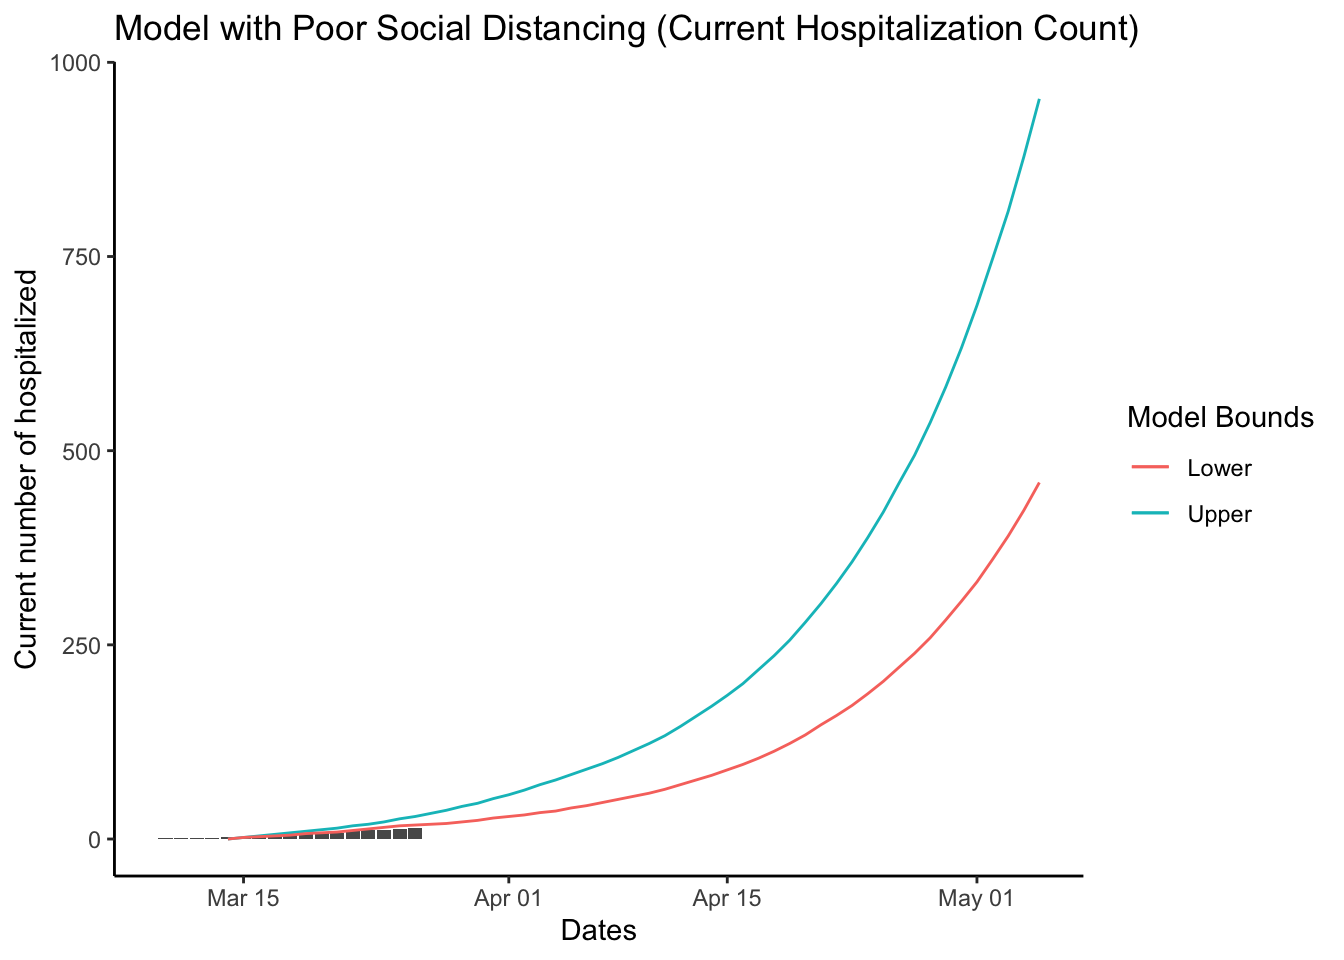 Model with Poor Social Distancing (Current Hospitalization Count)
Current number of hospitalized
1000
750
500
250
0
Mar 15
Apr 01
Apr 15
May 01
Dates
Model Bounds
Lower
Upper